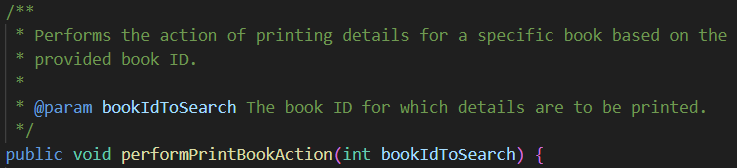 /**
 * Performs the action of printing details for a specific book based on the
 * provided book ID.
 *
 * @param bookIdToSearch The book ID for which details are to be printed.
 */
public void performPrintBookAction(int bookIdToSearch) {